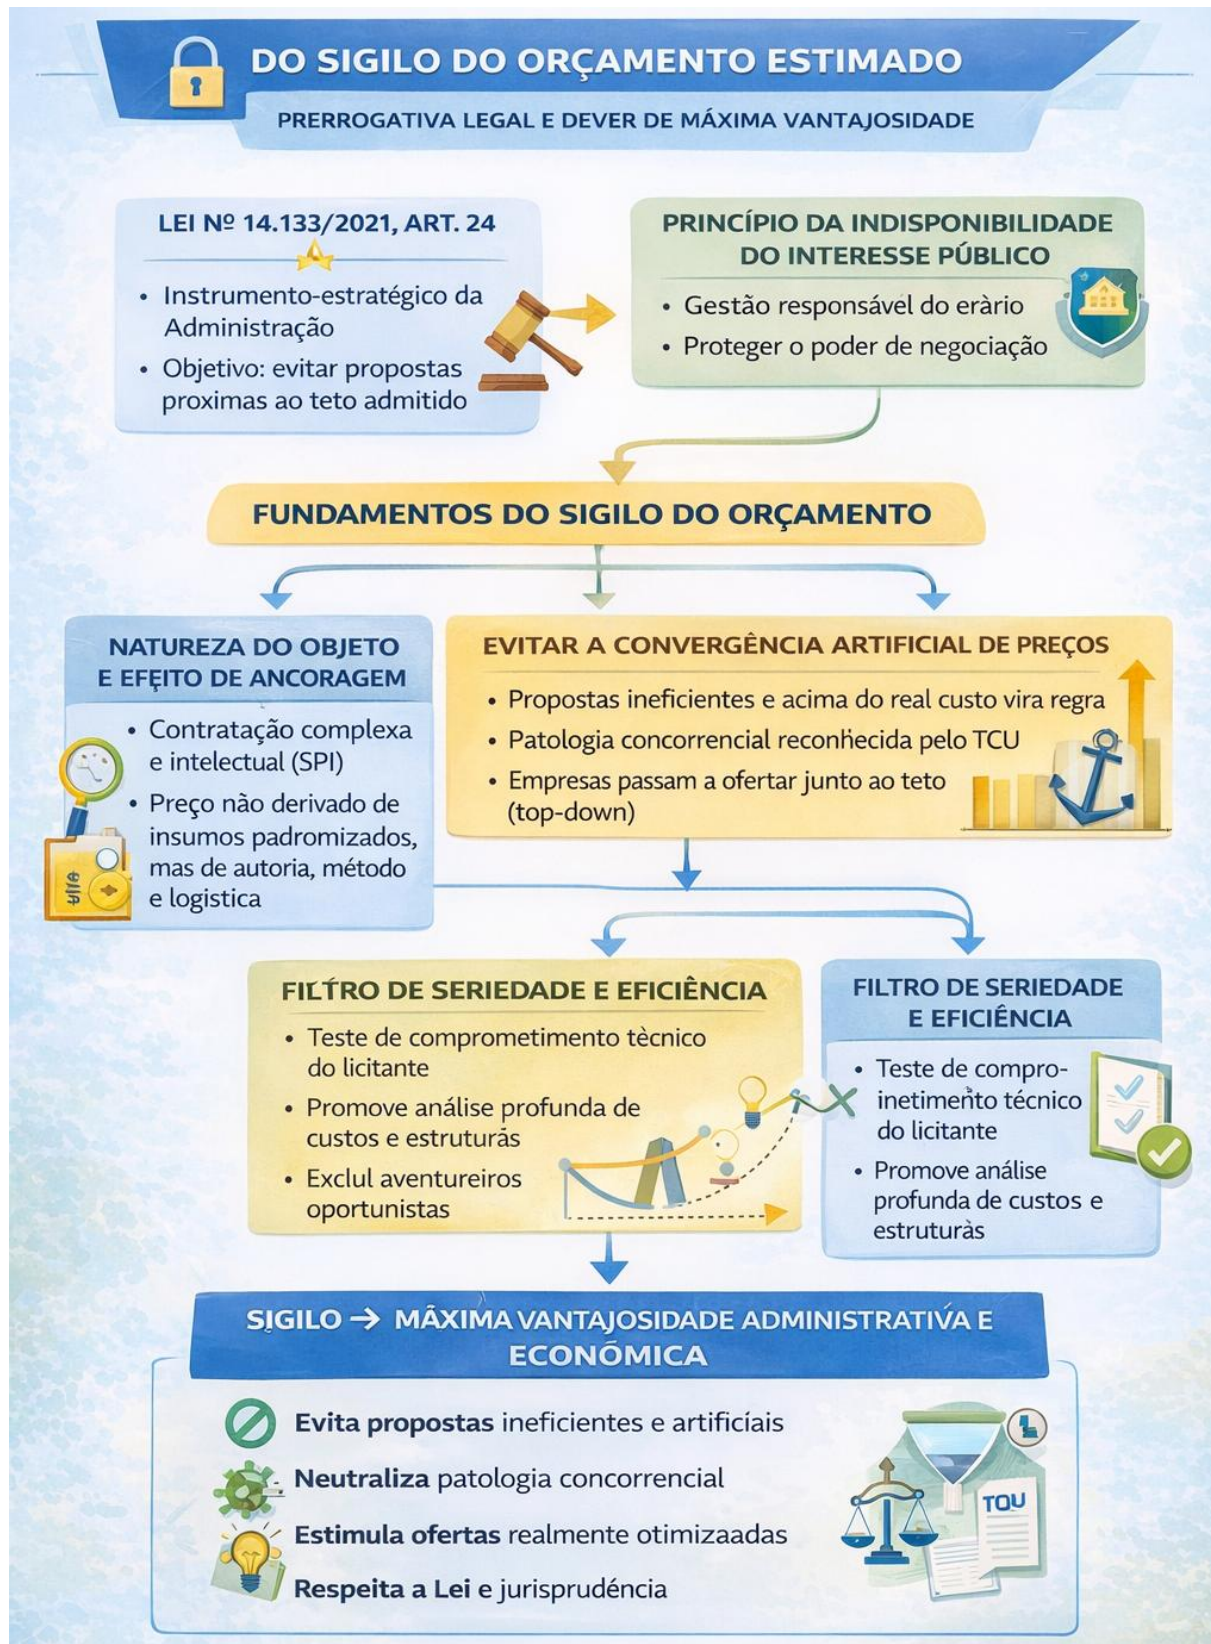 DO SIGILO DO ORÇAMENTO ESTIMADO
PRERROGATIVA LEGAL E DEVER DE MÁXIMA VANTAJOSIDADE
LEI Nº 14.133/2021, ART. 24
• Instrumento-estratégico da
Administração
• Objetivo: evitar propostas
proximas ao teto admitido
PRINCÍPIO DA INDISPONIBILIDADE
DO INTERESSE PÚBLICO
• Gestão responsável do eràrio
• Proteger o poder de negociação
FUNDAMENTOS DO SIGILO DO ORÇAMENTO
NATUREZA DO OBJETO
E EFEITO DE ANCORAGEM
• Contratação complexa
e intelectual (SPI)
• Preço não derivado de
insumos padromizados,
mas de autoria, método
e logistica
EVITAR A CONVERGÊNCIA ARTIFICIAL DE PREÇOS
• Propostas ineficientes e acima do real custo vira regra
• Patologia concorrencial reconhecida pelo TCU
• Empresas passam a ofertar junto ao teto
(top-down)
FILTRO DE SERIEDADE E EFICIÊNCIA
• Teste de comprometimento tècnico
do licitante
• Promove análise profunda de
custos e estruturás
• Exclul aventureiros
oportunistas
FILTRO DE SERIEDADE
E EFICIÊNCIA
• Teste de compro-
inetimento técnico
do licitante
• Promove análise
profunda de custos e
estruturàs
SIGILO → MÁXIMA VANTAJOSIDADE ADMINISTRATIVA E
ECONÓMICA
Evita propostas ineficientes e artificíais
Neutraliza patologia concorrencial
Estimula ofertas realmente otimizaadas
Respeita a Lei e jurisprudéncia
TQU